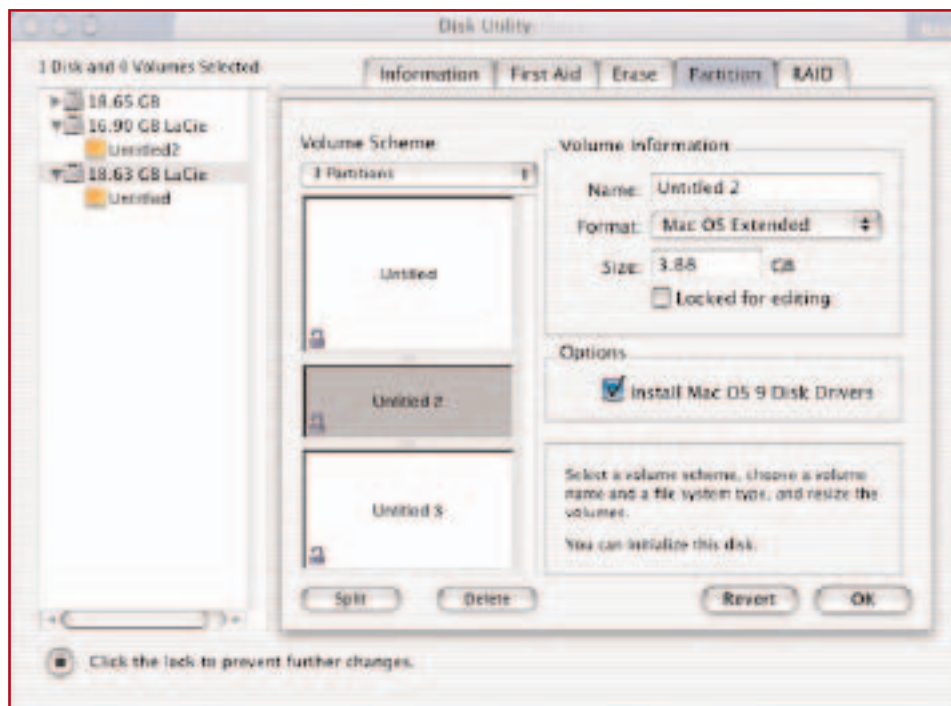 Disk Utility
1 Disk and 0 Volumes Selected
Information
First Aid
Erase
Partition
RAID
18.65 GB
16.90 GB LaCie
Untitled2
18.63 GB LaCie
Untitled
Volume Scheme
3 Partitions
Untitled
Untitled 2
Untitled 3
Split
Delete
Volume Information
Name: Untitled 2
Format: Mac OS Extended
Size: 3.88 GB
Locked for editing
Options
Install Mac OS 9 Disk Drivers
Select a volume scheme, choose a volume
name and a file system type, and resize the
volumes.
You can initialize this disk.
Revert
OK
Click the lock to prevent further changes.